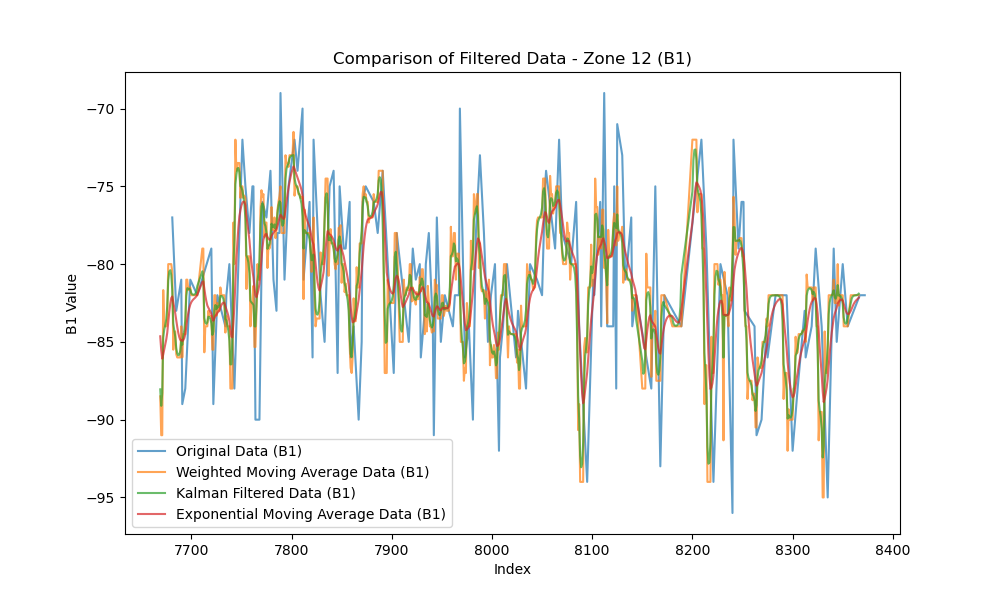 Comparison of Filtered Data - Zone 12 (B1)
−70
−75
−80
−85
−90
−95
B1 Value
Original Data (B1)
Weighted Moving Average Data (B1)
Kalman Filtered Data (B1)
Exponential Moving Average Data (B1)
7700 7800 7900 8000 8100 8200 8300 8400
Index